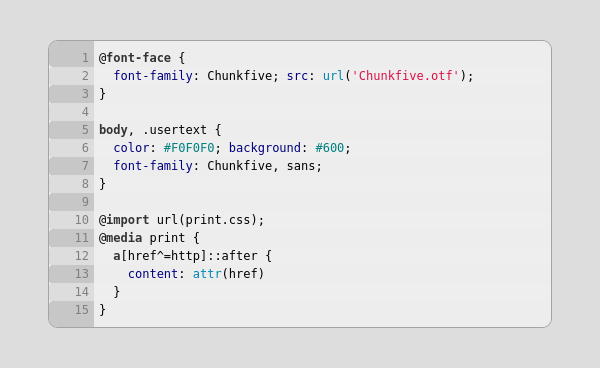 1 @font-face {
2   font-family: Chunkfive; src: url('Chunkfive.otf');
3 }
4
5 body, .usertext {
6   color: #F0F0F0; background: #600;
7   font-family: Chunkfive, sans;
8 }
9
10 @import url(print.css);
11 @media print {
12   a[href^=http]::after {
13     content: attr(href)
14   }
15 }